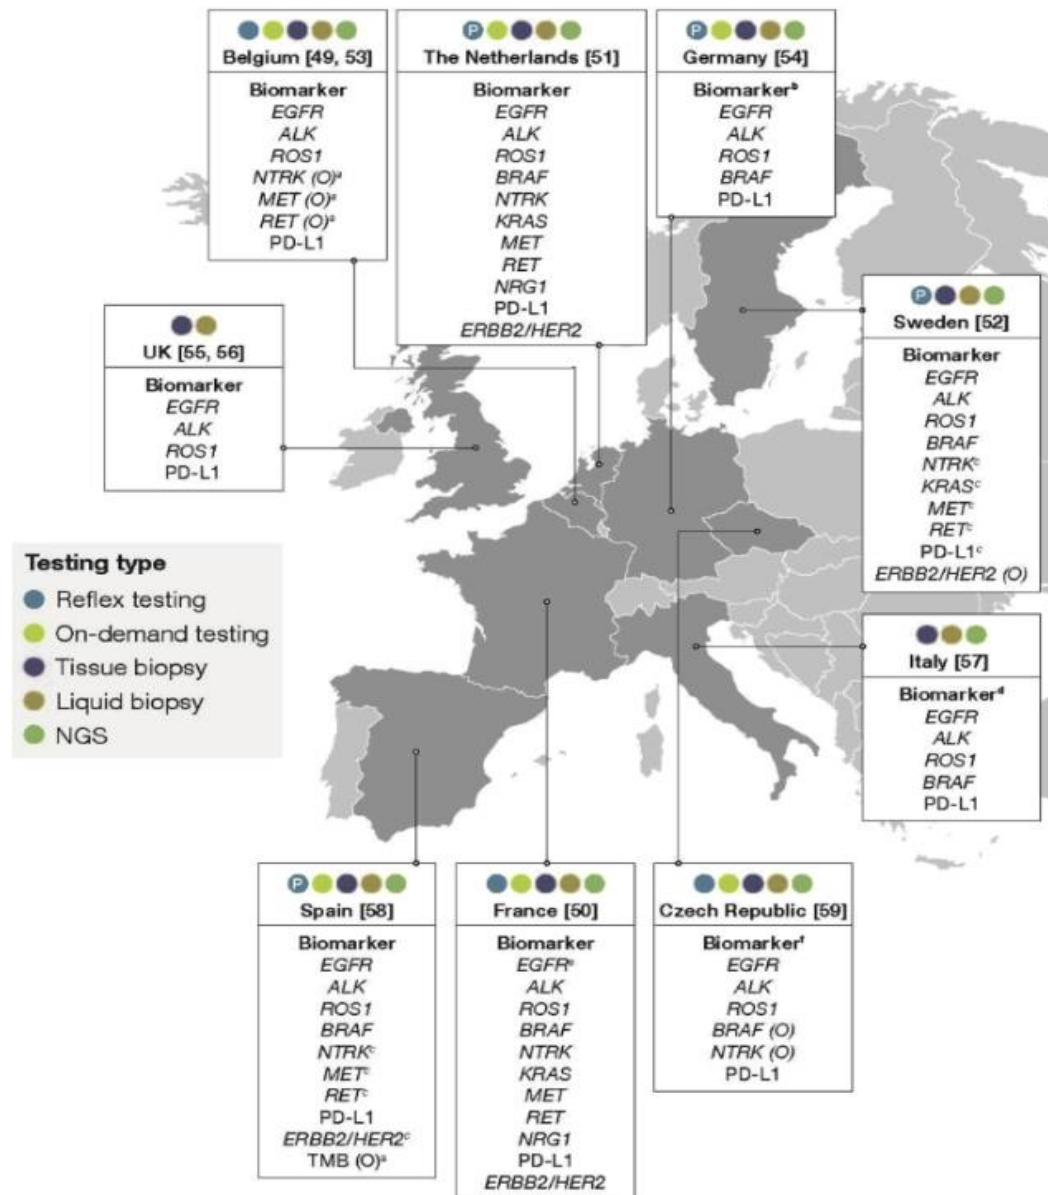 Belgium [49, 53]
Biomarker
EGFR
ALK
ROS1
NTRK (O)ᵃ
MET (O)ᵃ
RET (O)ᵃ
PD-L1
P
The Netherlands [51]
Biomarker
EGFR
ALK
ROS1
BRAF
NTRK
KRAS
MET
RET
NRG1
PD-L1
ERBB2/HER2
P
Germany [54]
Biomarkerᵇ
EGFR
ALK
ROS1
BRAF
PD-L1
UK [55, 56]
Biomarker
EGFR
ALK
ROS1
PD-L1
P
Sweden [52]
Biomarker
EGFR
ALK
ROS1
BRAF
NTRKᶜ
KRASᶜ
METᶜ
RETᶜ
PD-L1ᶜ
ERBB2/HER2 (O)
Testing type
Reflex testing
On-demand testing
Tissue biopsy
Liquid biopsy
NGS
Italy [57]
Biomarkerᵈ
EGFR
ALK
ROS1
BRAF
PD-L1
P
Spain [58]
Biomarker
EGFR
ALK
ROS1
BRAF
NTRKᶜ
METᶜ
RETᶜ
PD-L1
ERBB2/HER2ᶜ
TMB (O)ᵃ
France [50]
Biomarker
EGFRᵉ
ALK
ROS1
BRAF
NTRK
KRAS
MET
RET
NRG1
PD-L1
ERBB2/HER2
Czech Republic [59]
Biomarkerᶠ
EGFR
ALK
ROS1
BRAF (O)
NTRK (O)
PD-L1